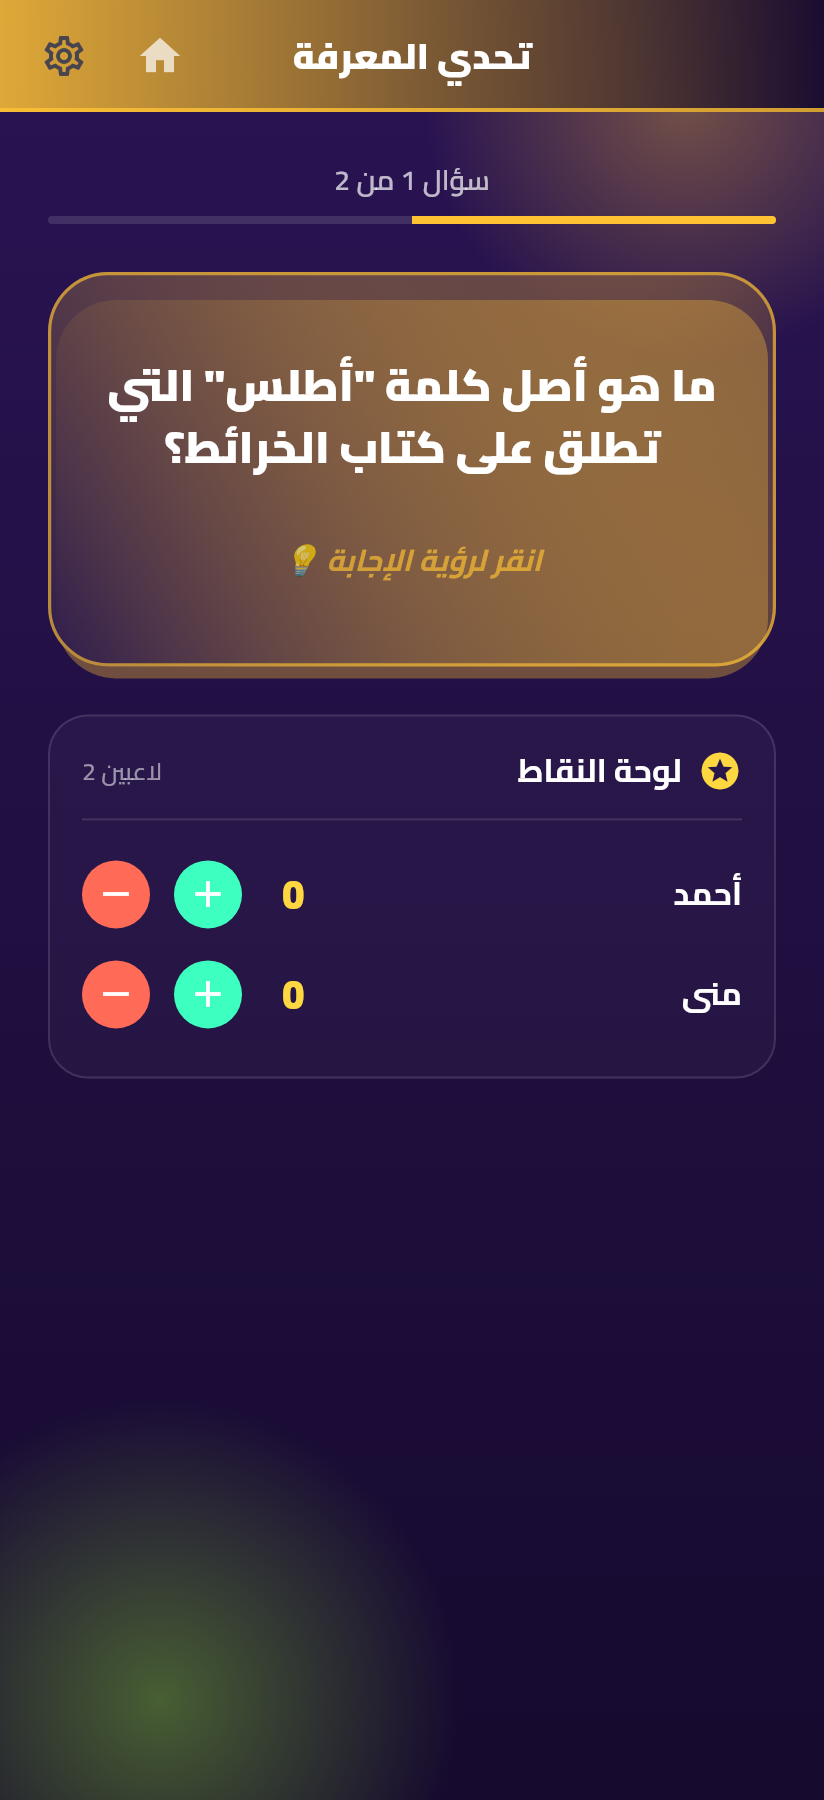 تحدي المعرفة
سؤال 1 من 2
ما هو أصل كلمة "أطلس" التي
تطلق على كتاب الخرائط؟
انقر لرؤية الإجابة 💡
لوحة النقاط
لاعبين 2
أحمد
0
منى
0